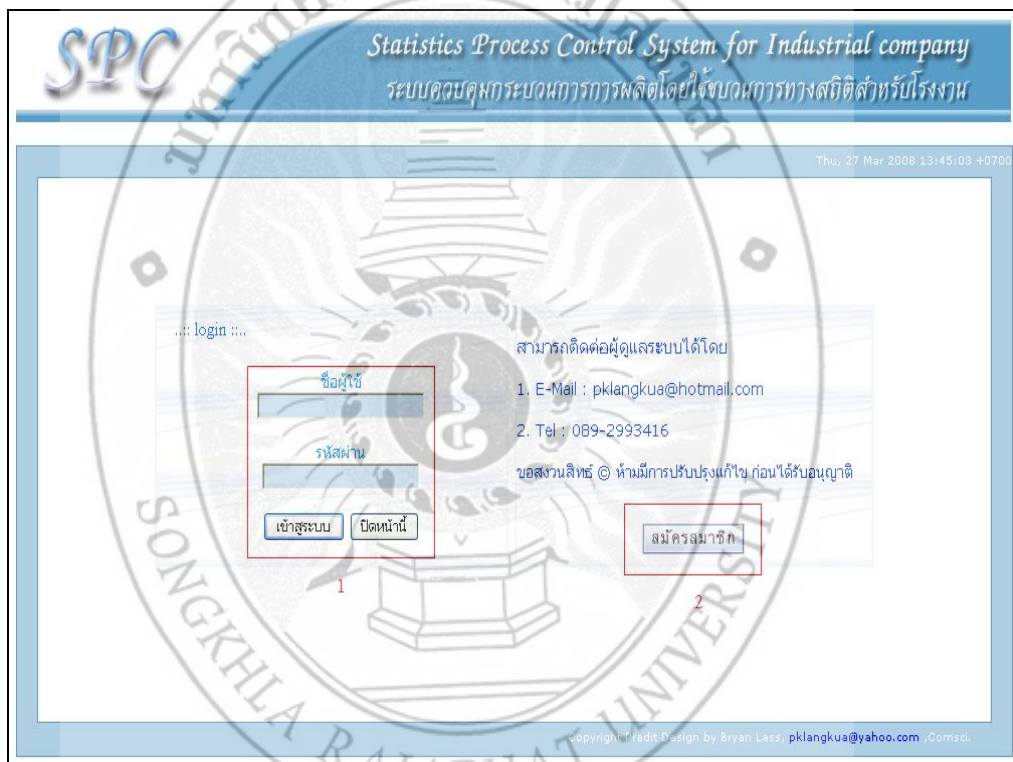 SPC
Statistics Process Control System for Industrial company
ระบบควบคุมกระบวนการการผลิตโดยใช้ขบวนการทางสถิติสำหรับโรงงาน
Thu, 27 Mar 2008 13:45:03 +0700
..:: login ::..
ชื่อผู้ใช้
รหัสผ่าน
เข้าสู่ระบบ
ปิดหน้านี้
1
สามารถติดต่อผู้ดูแลระบบได้โดย
1. E-Mail : pklangkua@hotmail.com
2. Tel : 089-2993416
ขอสงวนสิทธ์ © ห้ามมีการปรับปรุงแก้ไข ก่อนได้รับอนุญาติ
สมัครสมาชิก
2
Copyright Pradit Design by Bryan Lass, pklangkua@yahoo.com ,Comsci.
SONGKHLA RAJABHAT UNIVERSITY